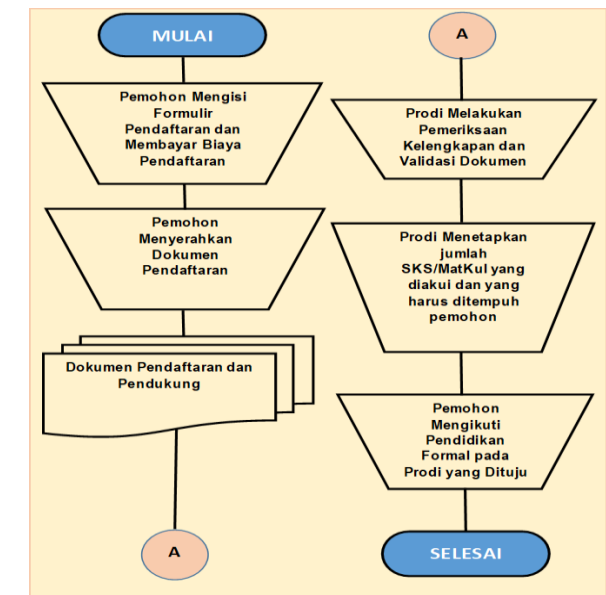 MULAI
Pemohon Mengisi
Formulir
Pendaftaran dan
Membayar Biaya
Pendaftaran
Pemohon
Menyerahkan
Dokumen
Pendaftaran
Dokumen Pendaftaran dan
Pendukung
A
A
Prodi Melakukan
Pemeriksaan
Kelengkapan dan
Validasi Dokumen
Prodi Menetapkan
jumlah
SKS/MatKul yang
diakui dan yang
harus ditempuh
pemohon
Pemohon
Mengikuti
Pendidikan
Formal pada
Prodi yang Dituju
SELESAI